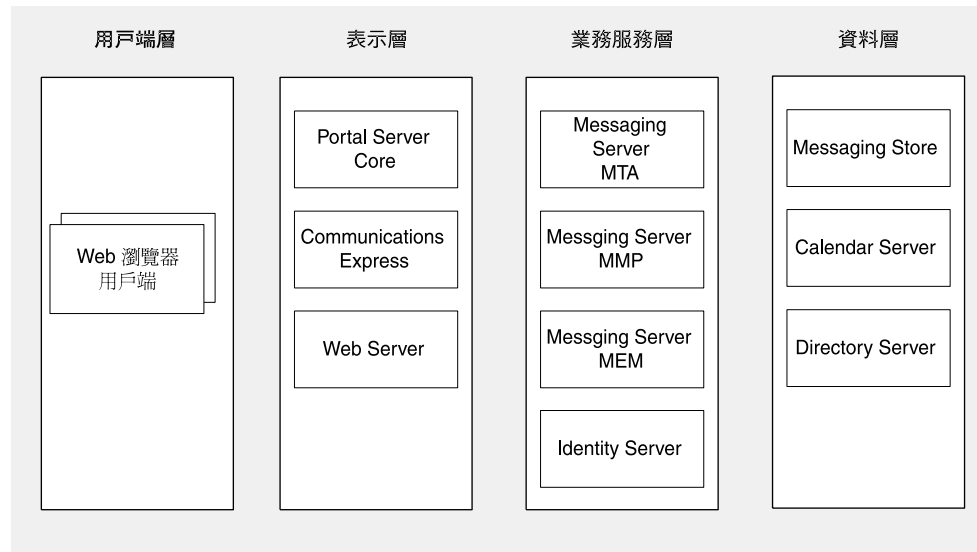 用戶端層
表示層
業務服務層
資料層
Web 瀏覽器
用戶端
Portal Server
Core
Communications
Express
Web Server
Messaging
Server
MTA
Messging Server
MMP
Messging Server
MEM
Identity Server
Messaging Store
Calendar Server
Directory Server